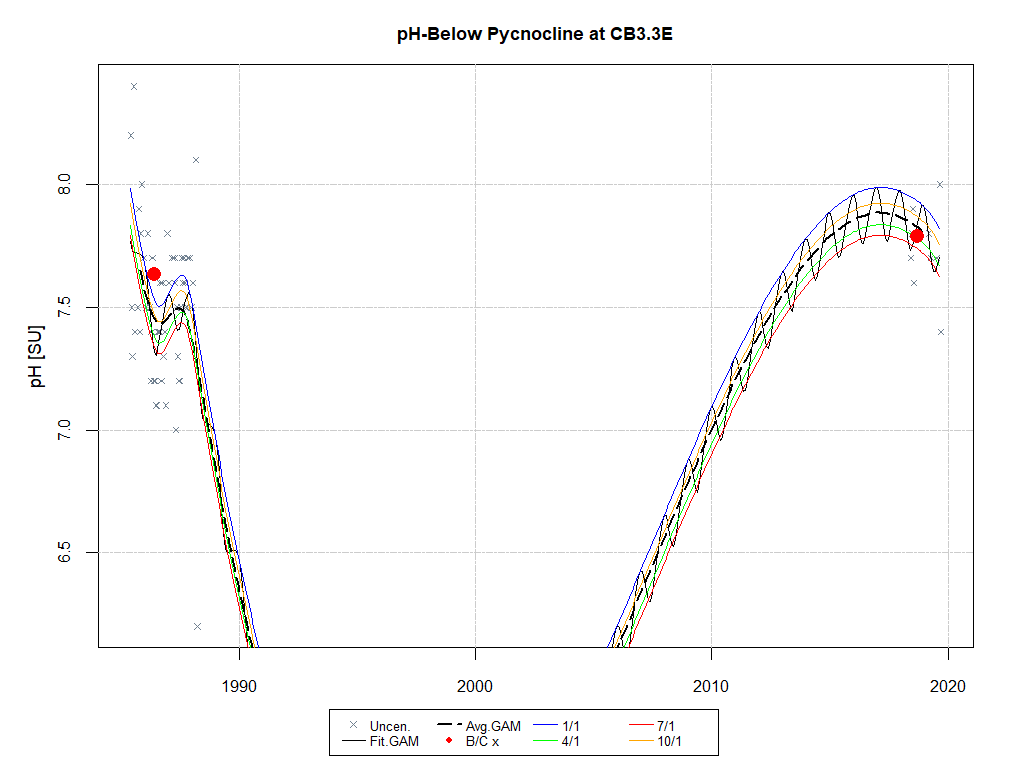 pH-Below Pycnocline at CB3.3E
pH [SU]
8.0
7.5
7.0
6.5
1990 2000 2010 2020
Uncen. Avg.GAM 1/1 7/1
Fit.GAM B/C x 4/1 10/1